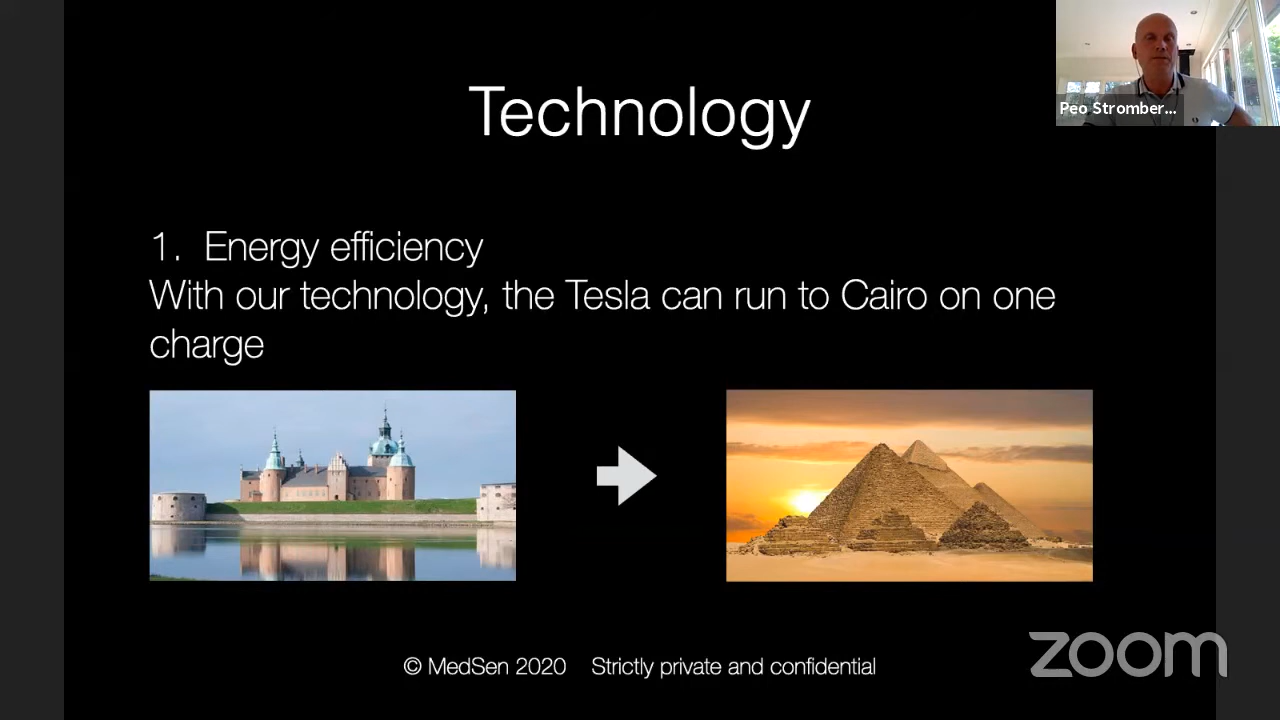 Technology
Peo Stromber...
1. Energy efficiency
With our technology, the Tesla can run to Cairo on one
charge
© MedSen 2020 Strictly private and confidential
zoom